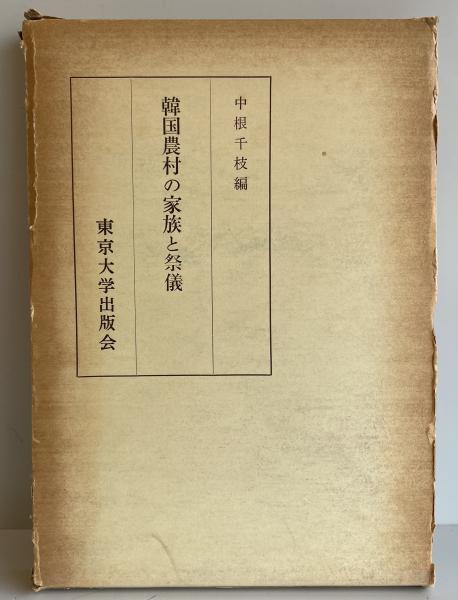 中根千枝編
韓国農村の家族と祭儀
東京大学出版会